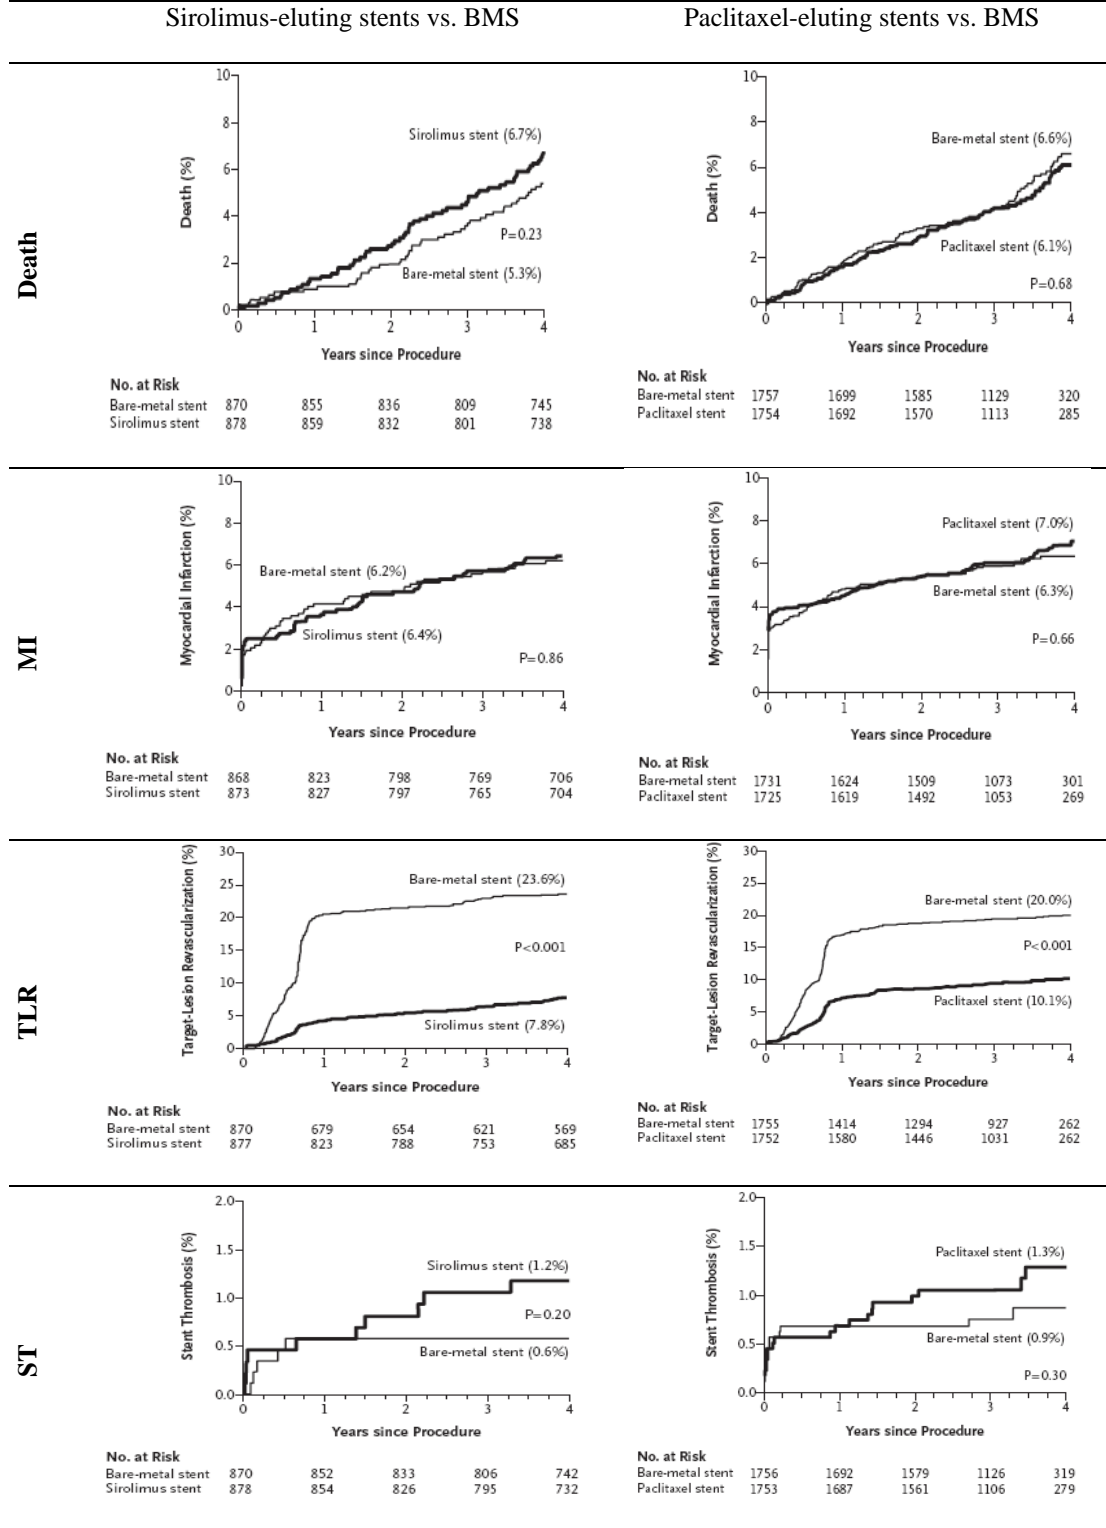 Sirolimus-eluting stents vs. BMS
Paclitaxel-eluting stents vs. BMS
Death
10
8
6
4
2
0
Death (%)
Sirolimus stent (6.7%)
P=0.23
Bare-metal stent (5.3%)
0 1 2 3 4
Years since Procedure
No. at Risk
Bare-metal stent 870 855 836 809 745
Sirolimus stent 878 859 832 801 738
10
8
6
4
2
0
Death (%)
Bare-metal stent (6.6%)
Paclitaxel stent (6.1%)
P=0.68
0 1 2 3 4
Years since Procedure
No. at Risk
Bare-metal stent 1757 1699 1585 1129 320
Paclitaxel stent 1754 1692 1570 1113 285
MI
10
8
6
4
2
0
Myocardial Infarction (%)
Bare-metal stent (6.2%)
Sirolimus stent (6.4%)
P=0.86
0 1 2 3 4
Years since Procedure
No. at Risk
Bare-metal stent 868 823 798 769 706
Sirolimus stent 873 827 797 765 704
10
8
6
4
2
0
Myocardial Infarction (%)
Paclitaxel stent (7.0%)
Bare-metal stent (6.3%)
P=0.66
0 1 2 3 4
Years since Procedure
No. at Risk
Bare-metal stent 1731 1624 1509 1073 301
Paclitaxel stent 1725 1619 1492 1053 269
TLR
30
25
20
15
10
5
0
Target-Lesion Revascularization (%)
Bare-metal stent (23.6%)
P<0.001
Sirolimus stent (7.8%)
0 1 2 3 4
Years since Procedure
No. at Risk
Bare-metal stent 870 679 654 621 569
Sirolimus stent 877 823 788 753 685
30
25
20
15
10
5
0
Target-Lesion Revascularization (%)
Bare-metal stent (20.0%)
P<0.001
Paclitaxel stent (10.1%)
0 1 2 3 4
Years since Procedure
No. at Risk
Bare-metal stent 1755 1414 1294 927 262
Paclitaxel stent 1752 1580 1446 1031 262
ST
2.0
1.5
1.0
0.5
0.0
Stent Thrombosis (%)
Sirolimus stent (1.2%)
P=0.20
Bare-metal stent (0.6%)
0 1 2 3 4
Years since Procedure
No. at Risk
Bare-metal stent 870 852 833 806 742
Sirolimus stent 878 854 826 795 732
2.0
1.5
1.0
0.5
0.0
Stent Thrombosis (%)
Paclitaxel stent (1.3%)
Bare-metal stent (0.9%)
P=0.30
0 1 2 3 4
Years since Procedure
No. at Risk
Bare-metal stent 1756 1692 1579 1126 319
Paclitaxel stent 1753 1687 1561 1106 279